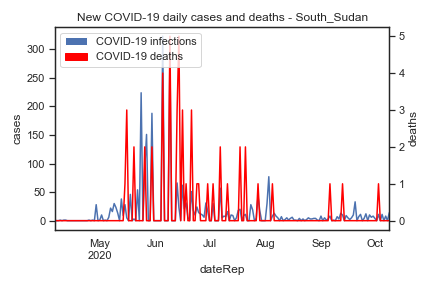 New COVID-19 daily cases and deaths - South_Sudan
COVID-19 infections
COVID-19 deaths
300
250
200
150
100
50
0
cases
5
4
3
2
1
0
deaths
May Jun Jul Aug Sep Oct
2020
dateRep